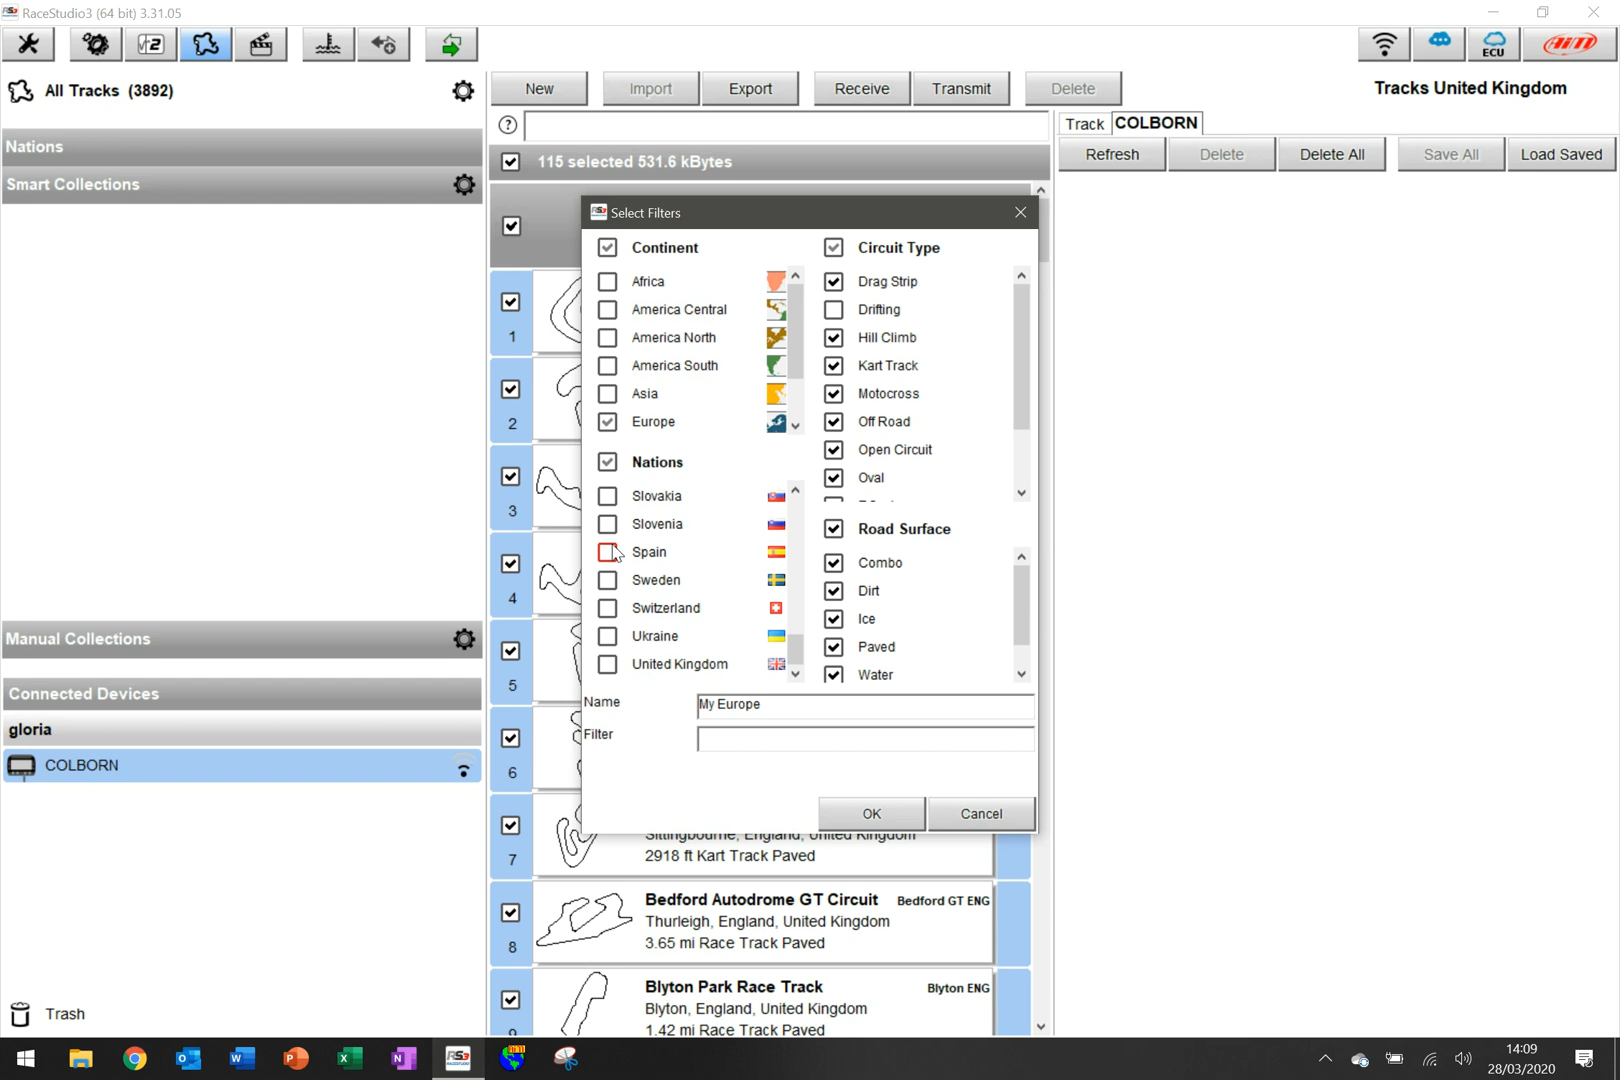 RaceStudio3 (64 bit) 3.31.05
ECU
AiM
All Tracks (3892)
New
Import
Export
Receive
Transmit
Delete
Tracks United Kingdom
Track
COLBORN
Nations
Smart Collections
115 selected 531.6 kBytes
Refresh
Delete
Delete All
Save All
Load Saved
RS3 Select Filters
Continent
Africa
America Central
America North
America South
Asia
Europe
Nations
Slovakia
Slovenia
Spain
Sweden
Switzerland
Ukraine
United Kingdom
Circuit Type
Drag Strip
Drifting
Hill Climb
Kart Track
Motocross
Off Road
Open Circuit
Oval
Road Surface
Combo
Dirt
Ice
Paved
Water
Name
My Europe
Filter
OK
Cancel
1
2
3
4
5
6
7
Sittingbourne, England, United Kingdom
2918 ft Kart Track Paved
8
Bedford Autodrome GT Circuit
Bedford GT ENG
Thurleigh, England, United Kingdom
3.65 mi Race Track Paved
9
Blyton Park Race Track
Blyton ENG
Blyton, England, United Kingdom
1.42 mi Race Track Paved
Manual Collections
Connected Devices
gloria
COLBORN
Trash
14:09
28/03/2020